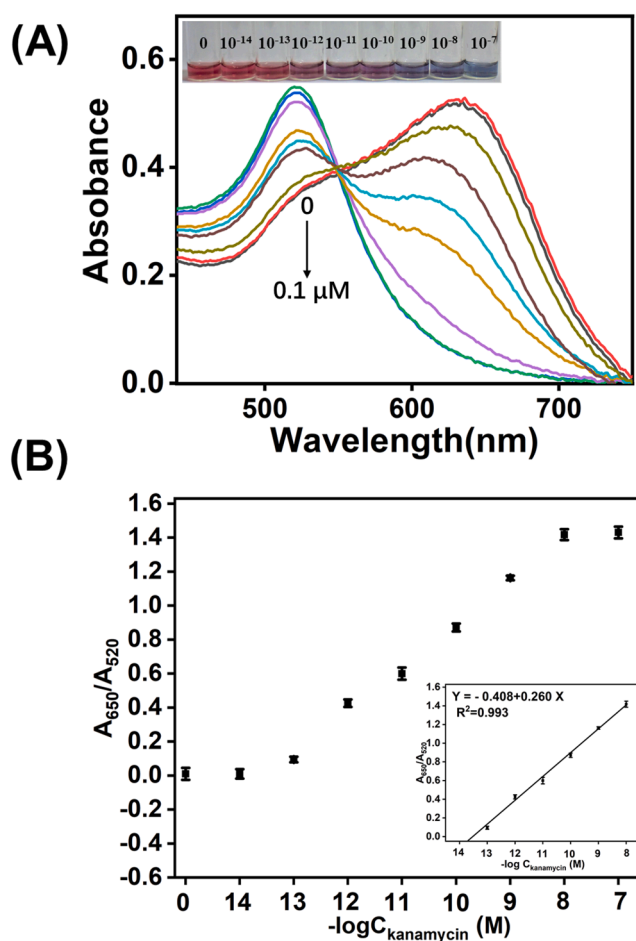 (A)
0 10⁻¹⁴ 10⁻¹³ 10⁻¹² 10⁻¹¹ 10⁻¹⁰ 10⁻⁹ 10⁻⁸ 10⁻⁷
0.6
0.4
0.2
0.0
Absobance
0
0.1 μM
500 600 700
Wavelength(nm)
(B)
1.6
1.4
1.2
1.0
0.8
0.6
0.4
0.2
0.0
-0.2
-0.4
-0.6
A₆₅₀/A₅₂₀
Y = - 0.408+0.260 X
R²=0.993
1.6
1.4
1.2
1.0
0.8
0.6
0.4
0.2
0.0
A₆₅₀/A₅₂₀
14 13 12 11 10 9 8
-log C kanamycin (M)
0 14 13 12 11 10 9 8 7
-logC kanamycin (M)